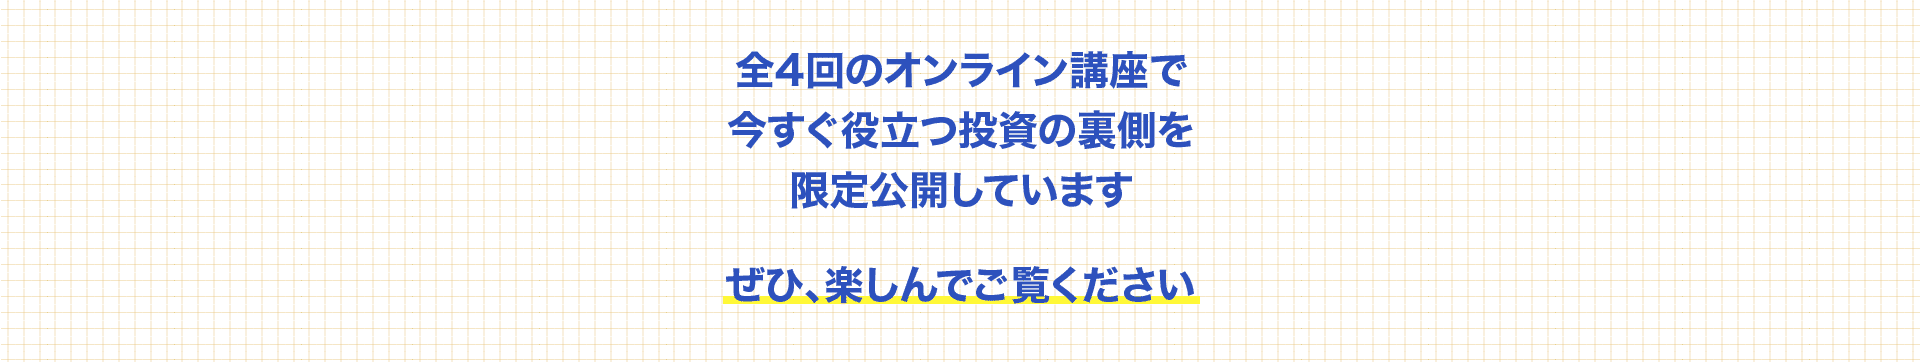 全4回のオンライン講座で
今すぐ役立つ投資の裏側を
限定公開しています
ぜひ、楽しんでご覧ください